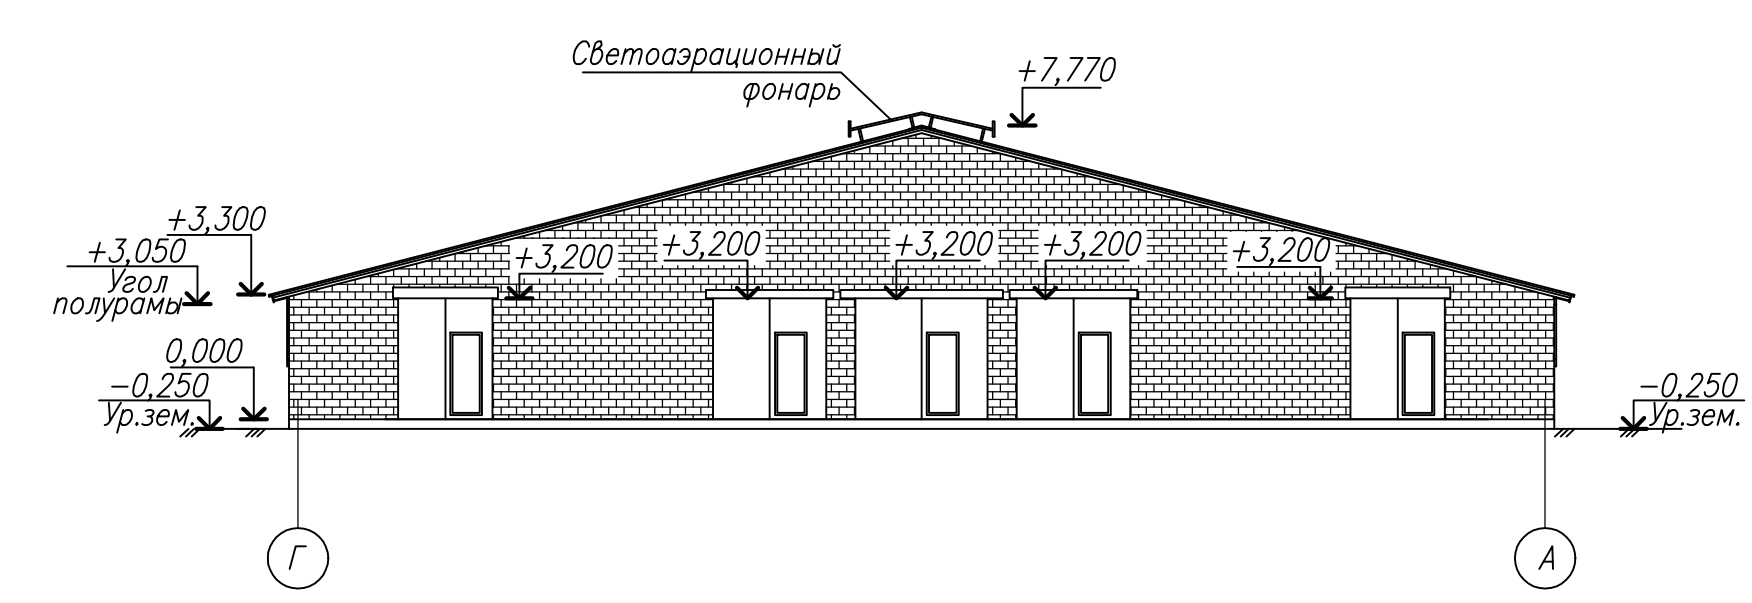 Светоаэрационный
фонарь
+7,770
+3,300
+3,050
Угол
полурамы
+3,200
+3,200
+3,200
+3,200
+3,200
0,000
-0,250
Ур.зем.
-0,250
Ур.зем.
Г
А